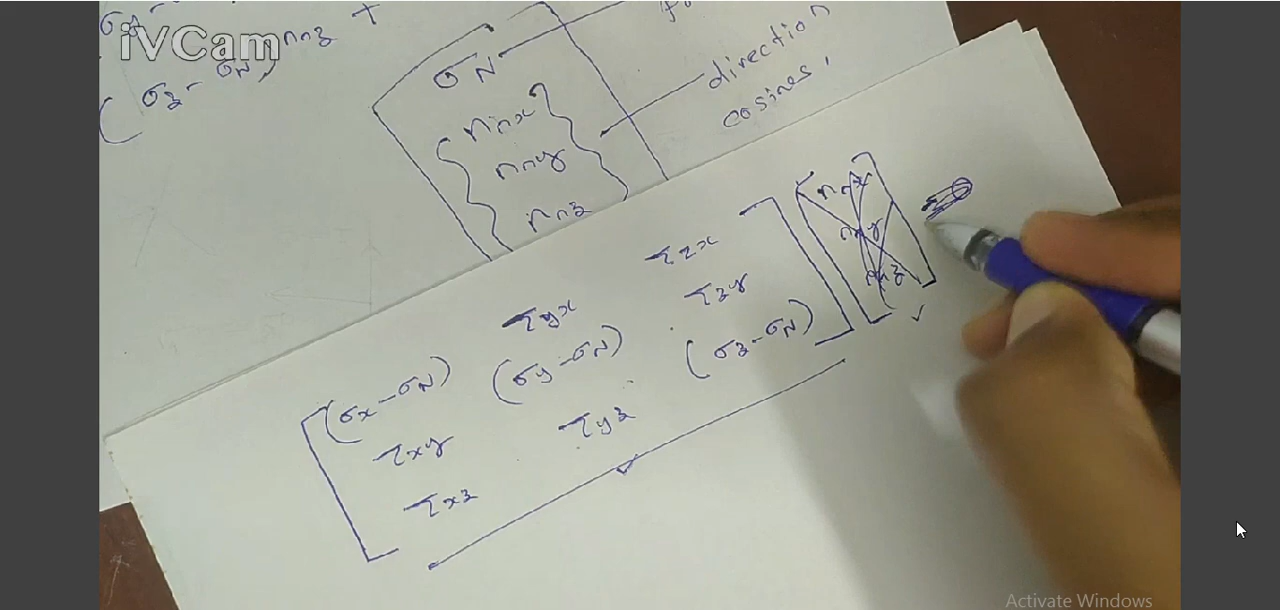 iVCam
nnz +
(σz - σN)
σN
nnx
nny
nnz
direction
cosines,
(σx-σN) τyx τzx
τxy (σy-σN) τzy
τxz τyz (σz-σN)
nnx
nny
nnz
Activate Windows